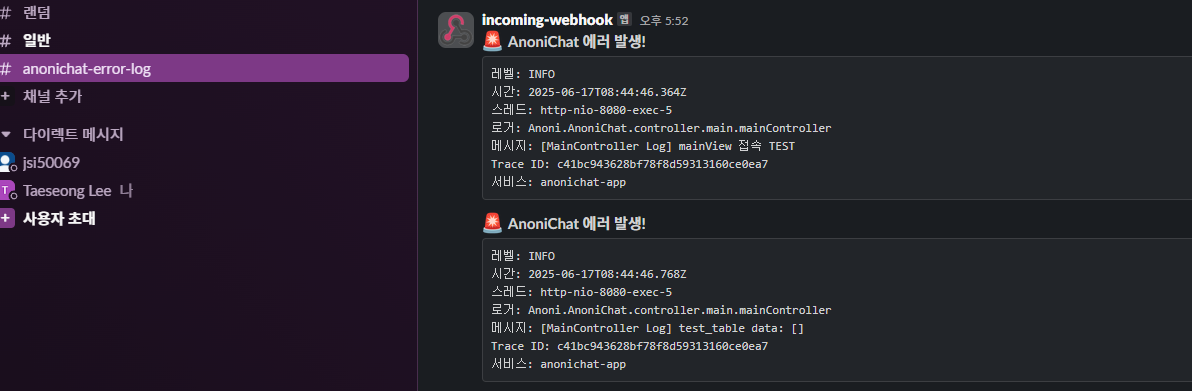 # 랜덤
# 일반
# anonichat-error-log
+ 채널 추가
다이렉트 메시지
jsi50069
T Taeseong Lee 나
+ 사용자 초대
incoming-webhook 앱 오후 5:52
🚨 AnoniChat 에러 발생!
레벨: INFO
시간: 2025-06-17T08:44:46.364Z
스레드: http-nio-8080-exec-5
로거: Anoni.AnoniChat.controller.main.mainController
메시지: [MainController Log] mainView 접속 TEST
Trace ID: c41bc943628bf78f8d59313160ce0ea7
서비스: anonichat-app
🚨 AnoniChat 에러 발생!
레벨: INFO
시간: 2025-06-17T08:44:46.768Z
스레드: http-nio-8080-exec-5
로거: Anoni.AnoniChat.controller.main.mainController
메시지: [MainController Log] test_table data: []
Trace ID: c41bc943628bf78f8d59313160ce0ea7
서비스: anonichat-app